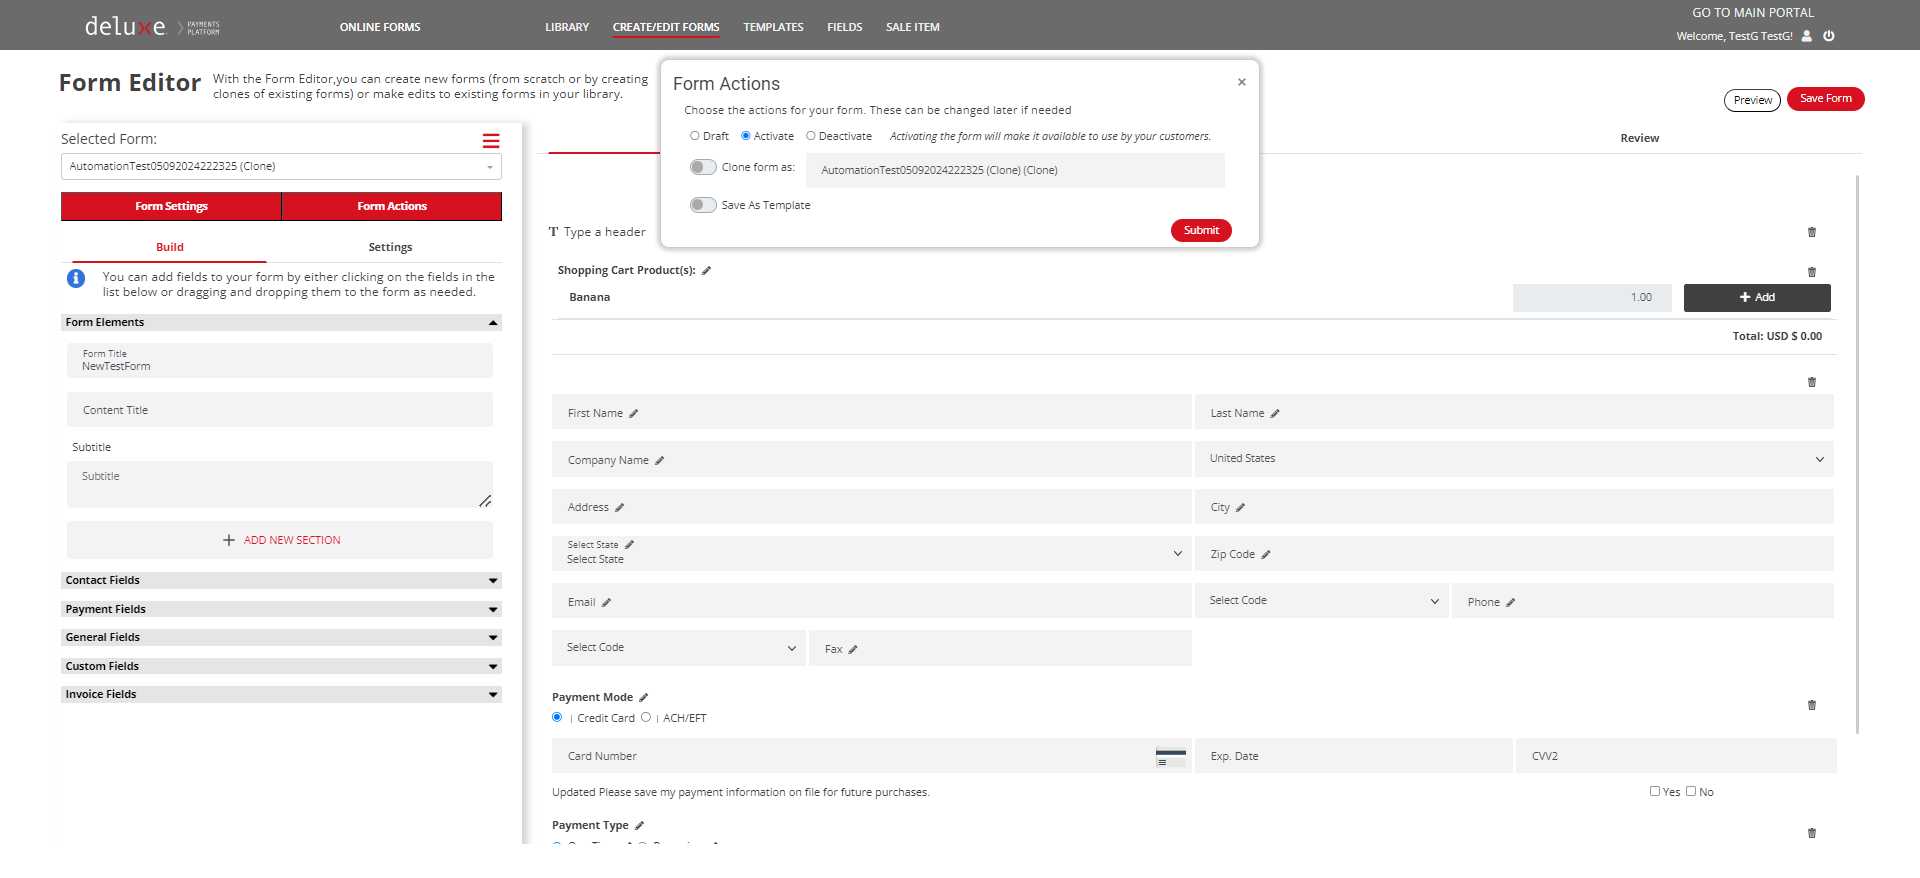 deluxe
PAYMENTS
PLATFORM
ONLINE FORMS
LIBRARY
CREATE/EDIT FORMS
TEMPLATES
FIELDS
SALE ITEM
GO TO MAIN PORTAL
Welcome, TestG TestG!
Form Editor
With the Form Editor,you can create new forms (from scratch or by creating
clones of existing forms) or make edits to existing forms in your library.
Preview
Save Form
Form Actions
×
Choose the actions for your form. These can be changed later if needed
Draft
Activate
Deactivate
Activating the form will make it available to use by your customers.
Clone form as:
AutomationTest05092024222325 (Clone) (Clone)
Save As Template
Submit
Review
Selected Form:
AutomationTest05092024222325 (Clone)
Form Settings
Form Actions
Build
Settings
You can add fields to your form by either clicking on the fields in the
list below or dragging and dropping them to the form as needed.
Form Elements
Form Title
NewTestForm
Content Title
Subtitle
Subtitle
+ ADD NEW SECTION
Contact Fields
Payment Fields
General Fields
Custom Fields
Invoice Fields
T Type a header
Shopping Cart Product(s):
Banana
1.00
+ Add
Total: USD $ 0.00
First Name
Last Name
Company Name
United States
Address
City
Select State
Select State
Zip Code
Email
Select Code
Phone
Select Code
Fax
Payment Mode
| Credit Card
| ACH/EFT
Card Number
Exp. Date
CVV2
Updated Please save my payment information on file for future purchases.
Yes
No
Payment Type